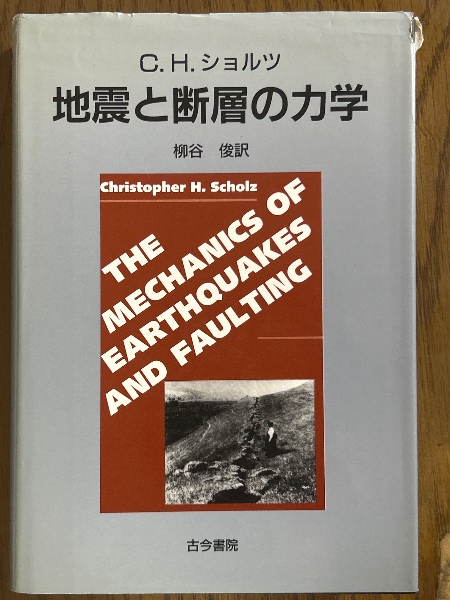 C. H. ショルツ
地震と断層の力学
柳谷　俊訳
Christopher H. Scholz
THE
MECHANICS OF
EARTHQUAKES
AND FAULTING
古今書院